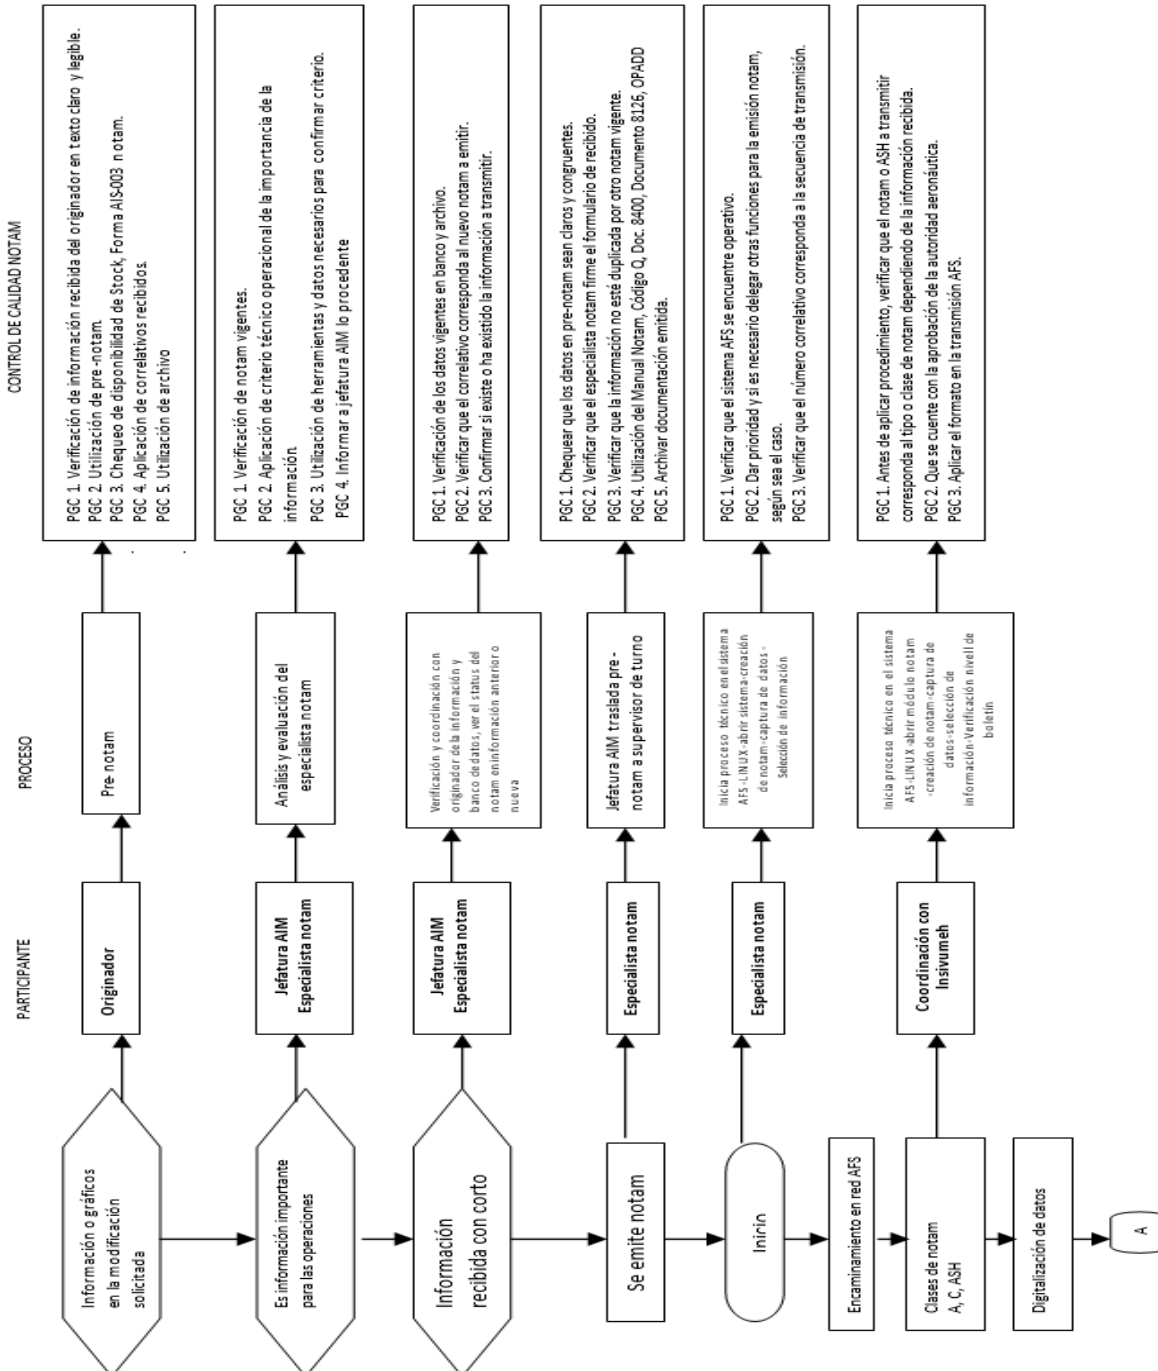 PARTICIPANTE
PROCESO
CONTROL DE CALIDAD NOTAM
Información o gráficos
en la modificación
solicitada
Originador
Pre- notam
PGC 1. Verificación de información recibida del originador en texto claro y legible.
PGC 2. Utilización de pre -notam.
PGC 3. Chequeo de disponibilidad de Stock, Forma AIS-003 notam.
PGC 4. Aplicación de correlativos recibidos.
PGC 5. Utilización de archivo
Es información importante
para las operaciones
Jefatura AIM
Especialista notam
Análisis y evaluación del
especialista notam
PGC 1. Verificación de notam vigentes.
PGC 2. Aplicación de criterio técnico operacional de la importancia de la
información.
PGC 3. Utilización de herramientas y datos necesarios para confirmar criterio.
PGC 4. Informar a jefatura AIM lo procedente
Información
recibida con corto
Jefatura AIM
Especialista notam
Verificación y coordinación con
originador de la información y
banco de datos, ver el status del
notam en información anterior o
nueva
PGC 1. Verificación de los datos vigentes en banco y archivo.
PGC 2. Verificar que el correlativo corresponda al nuevo notam a emitir.
PGC 3. Confirmar si existe o ha existido la información a transmitir.
Se emite notam
Especialista notam
Jefatura AIM traslada pre -
notam a supervisor de turno
PGC 1. Chequear que los datos en pre-notam sean claros y congruentes.
PGC 2. Verificar que el especialista notam firme el formulario de recibido.
PGC 3. Verificar que la información no esté duplicada por otro notam vigente.
PGC 4. Utilización del Manual Notam, Código Q, Doc. 8400, Documento 8126, OPADD
PGC 5. Archivar documentación emitida.
Inicio
Especialista notam
Inicia proceso técnico en el sistema
AFS -LINUX-abrir sistema-creación
de notam-captura de datos -
Selección de información
PGC 1. Verificar que el sistema AFS se encuentre operativo.
PGC 2. Dar prioridad y si es necesario delegar otras funciones para la emisión notam,
según sea el caso.
PGC 3. Verificar que el número correlativo corresponda a la secuencia de transmisión.
Encaminamiento en red AFS
Clases de notam
A, C, ASH
Coordinación con
Insivumeh
Inicia proceso técnico en el sistema
AFS -LINUX -abrir módulo notam
-creación de notam-captura de
datos-selección de
información-Verificación nivell de
boletín
PGC 1. Antes de aplicar procedimiento, verificar que el notam o ASH a transmitir
corresponda al tipo o clase de notam dependiendo de la información recibida.
PGC 2. Que se cuente con la aprobación de la autoridad aeronáutica.
PGC 3. Aplicar el formato en la transmisión AFS.
Digitalización de datos
A